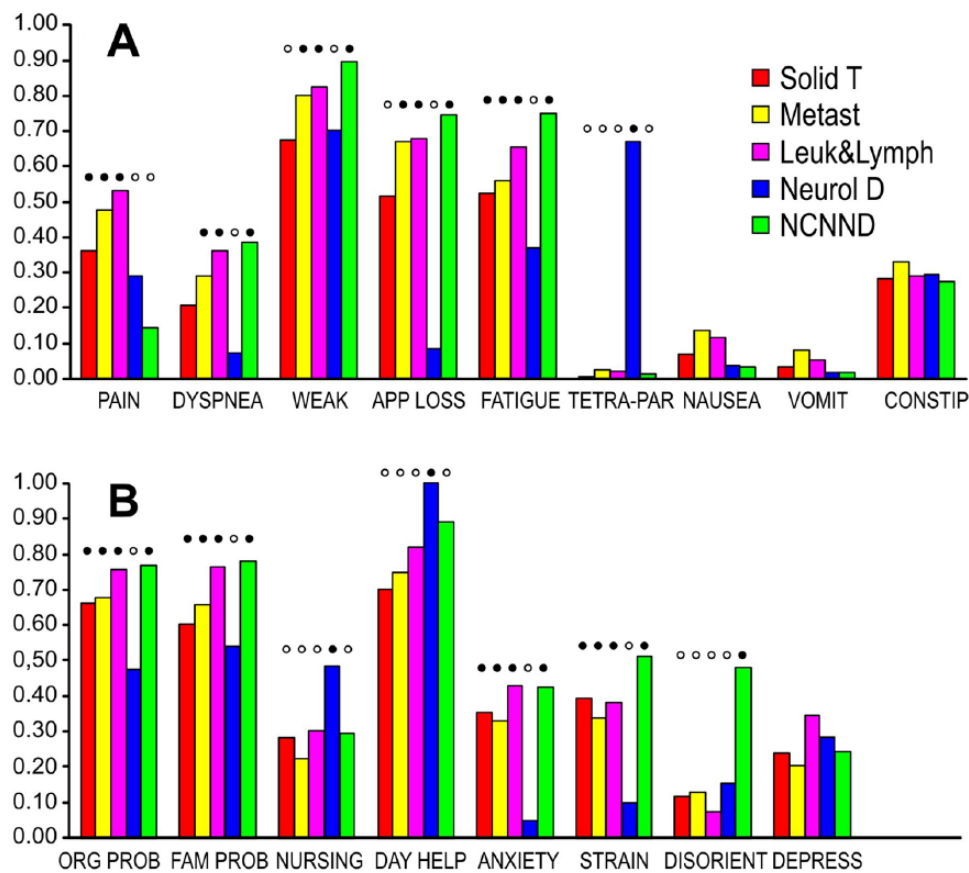 A
1.00
0.90
0.80
0.70
0.60
0.50
0.40
0.30
0.20
0.10
0.00
Solid T
Metast
Leuk&Lymph
Neurol D
NCNND
PAIN DYSPNEA WEAK APP LOSS FATIGUE TETRA-PAR NAUSEA VOMIT CONSTIP
B
1.00
0.90
0.80
0.70
0.60
0,50
0.40
0.30
0.20
0.10
0.00
ORG PROB FAM PROB NURSING DAY HELP ANXIETY STRAIN DISORIENT DEPRESS